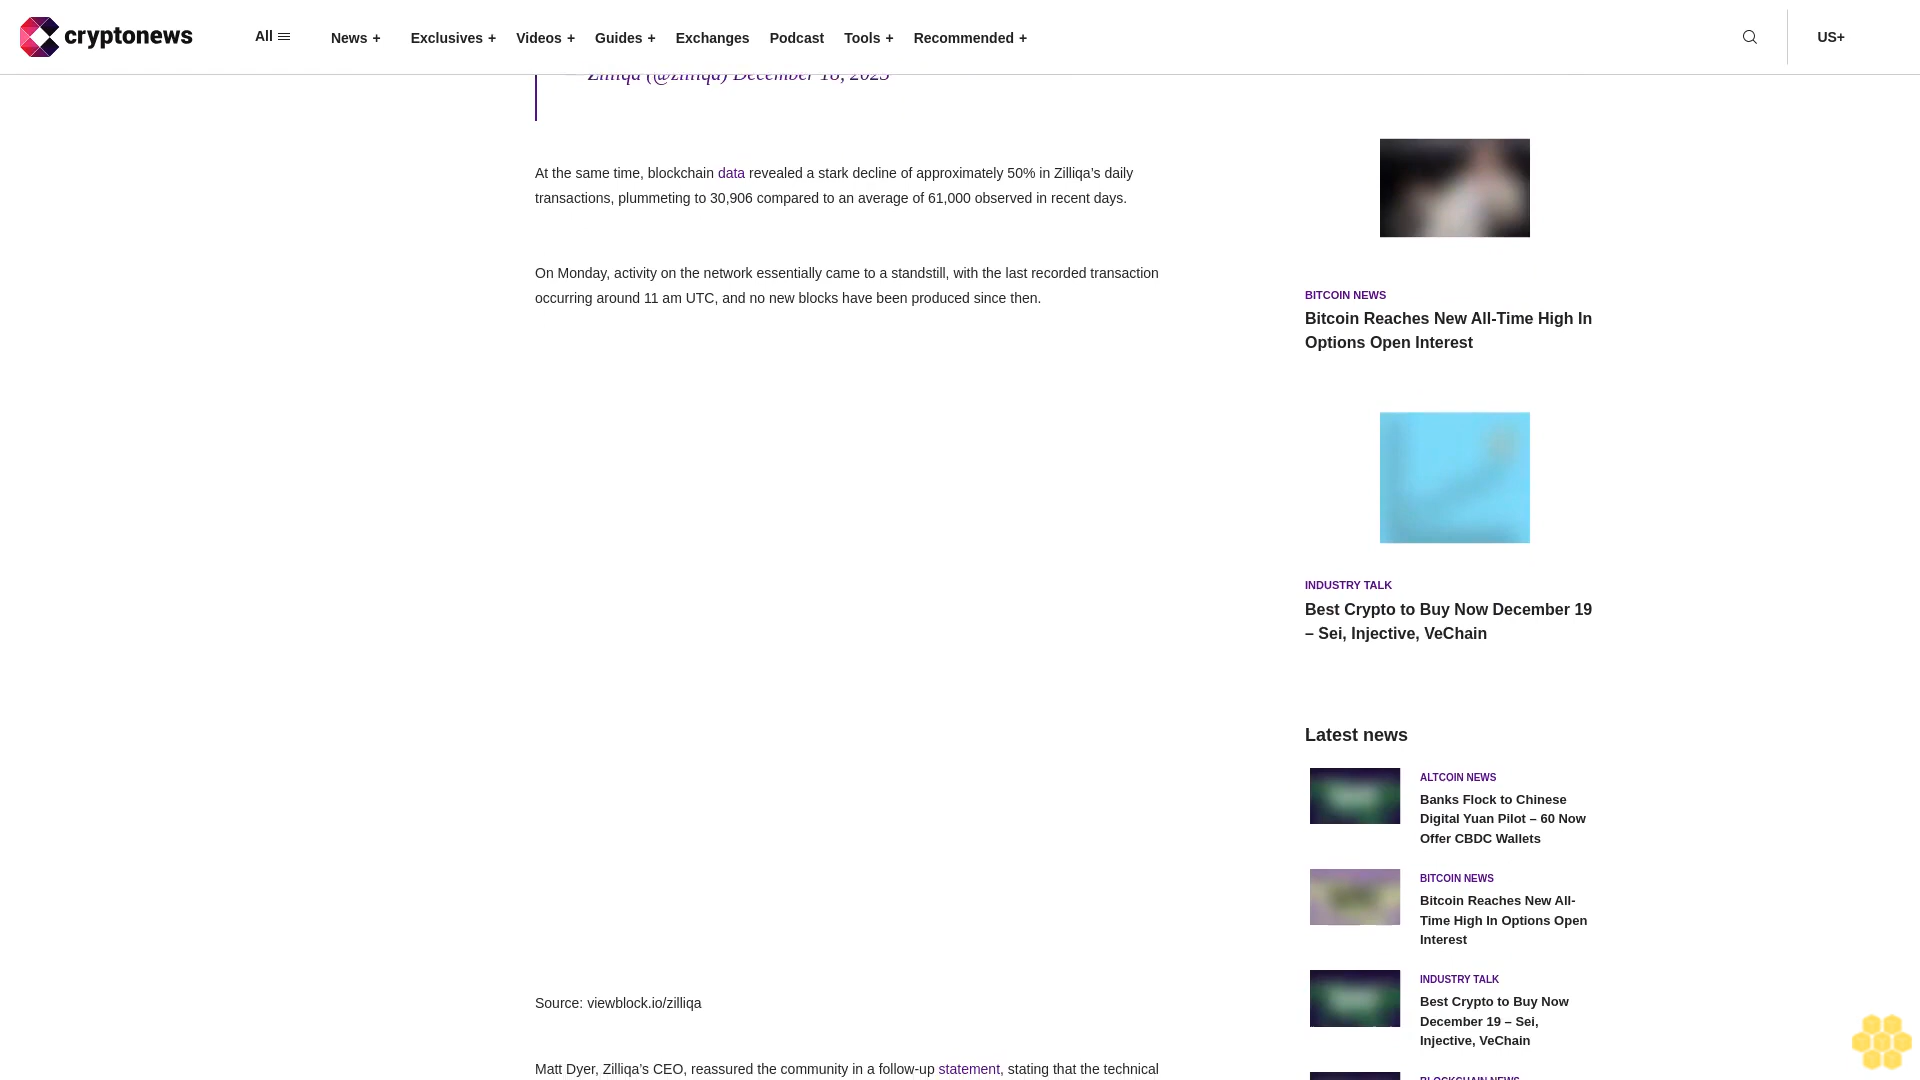 cryptonews
All
News +
Exclusives +
Videos +
Guides +
Exchanges
Podcast
Tools +
Recommended +
US+
— Zilliqa (@zilliqa) December 18, 2023
At the same time, blockchain data revealed a stark decline of approximately 50% in Zilliqa’s daily
transactions, plummeting to 30,906 compared to an average of 61,000 observed in recent days.
On Monday, activity on the network essentially came to a standstill, with the last recorded transaction
occurring around 11 am UTC, and no new blocks have been produced since then.
Source: viewblock.io/zilliqa
Matt Dyer, Zilliqa’s CEO, reassured the community in a follow-up statement, stating that the technical
BITCOIN NEWS
Bitcoin Reaches New All-Time High In
Options Open Interest
INDUSTRY TALK
Best Crypto to Buy Now December 19
– Sei, Injective, VeChain
Latest news
ALTCOIN NEWS
Banks Flock to Chinese
Digital Yuan Pilot – 60 Now
Offer CBDC Wallets
BITCOIN NEWS
Bitcoin Reaches New All-
Time High In Options Open
Interest
INDUSTRY TALK
Best Crypto to Buy Now
December 19 – Sei,
Injective, VeChain
BLOCKCHAIN NEWS